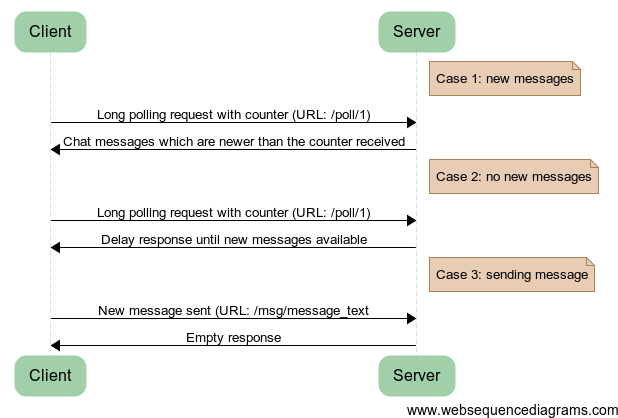 Client
Server
Case 1: new messages
Long polling request with counter (URL: /poll/1)
Chat messages which are newer than the counter received
Case 2: no new messages
Long polling request with counter (URL: /poll/1)
Delay response until new messages available
Case 3: sending message
New message sent (URL: /msg/message_text
Empty response
Client
Server
www.websequencediagrams.com